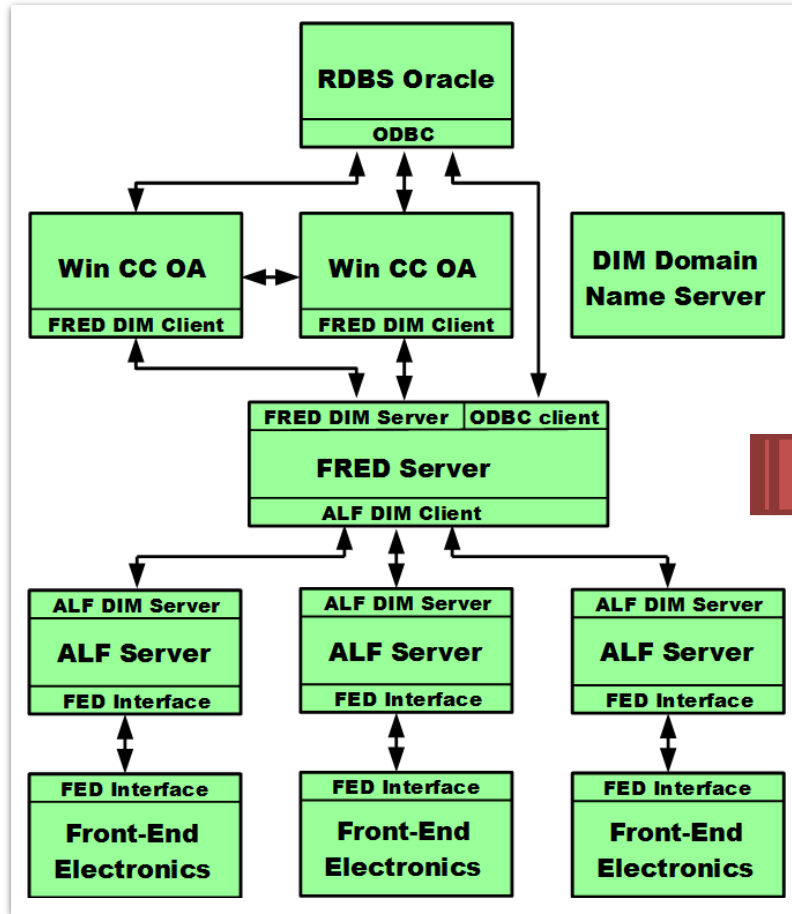 RDBS Oracle
ODBC
Win CC OA
FRED DIM Client
Win CC OA
FRED DIM Client
DIM Domain
Name Server
FRED DIM Server
ODBC client
FRED Server
ALF DIM Client
ALF DIM Server
ALF Server
FED Interface
ALF DIM Server
ALF Server
FED Interface
ALF DIM Server
ALF Server
FED Interface
FED Interface
Front-End
Electronics
FED Interface
Front-End
Electronics
FED Interface
Front-End
Electronics